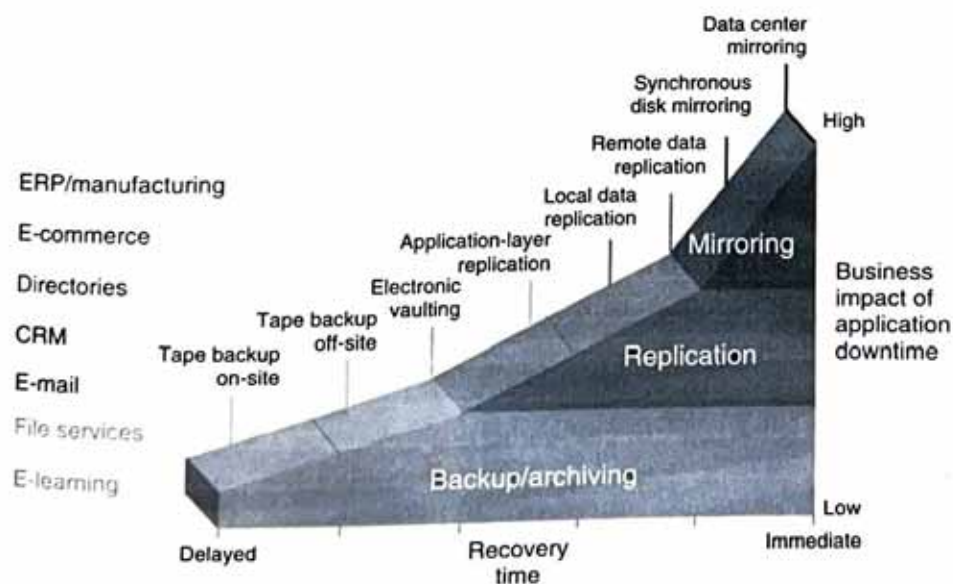 Data center
mirroring
Synchronous
disk mirroring
High
Remote data
replication
ERP/manufacturing
Local data
replication
E-commerce
Application-layer
replication
Mirroring
Directories
Electronic
vaulting
Business
impact of
application
downtime
CRM
Tape backup
off-site
Replication
Tape backup
on-site
E-mail
File services
E-learning
Backup/archiving
Low
Delayed
Recovery
time
Immediate